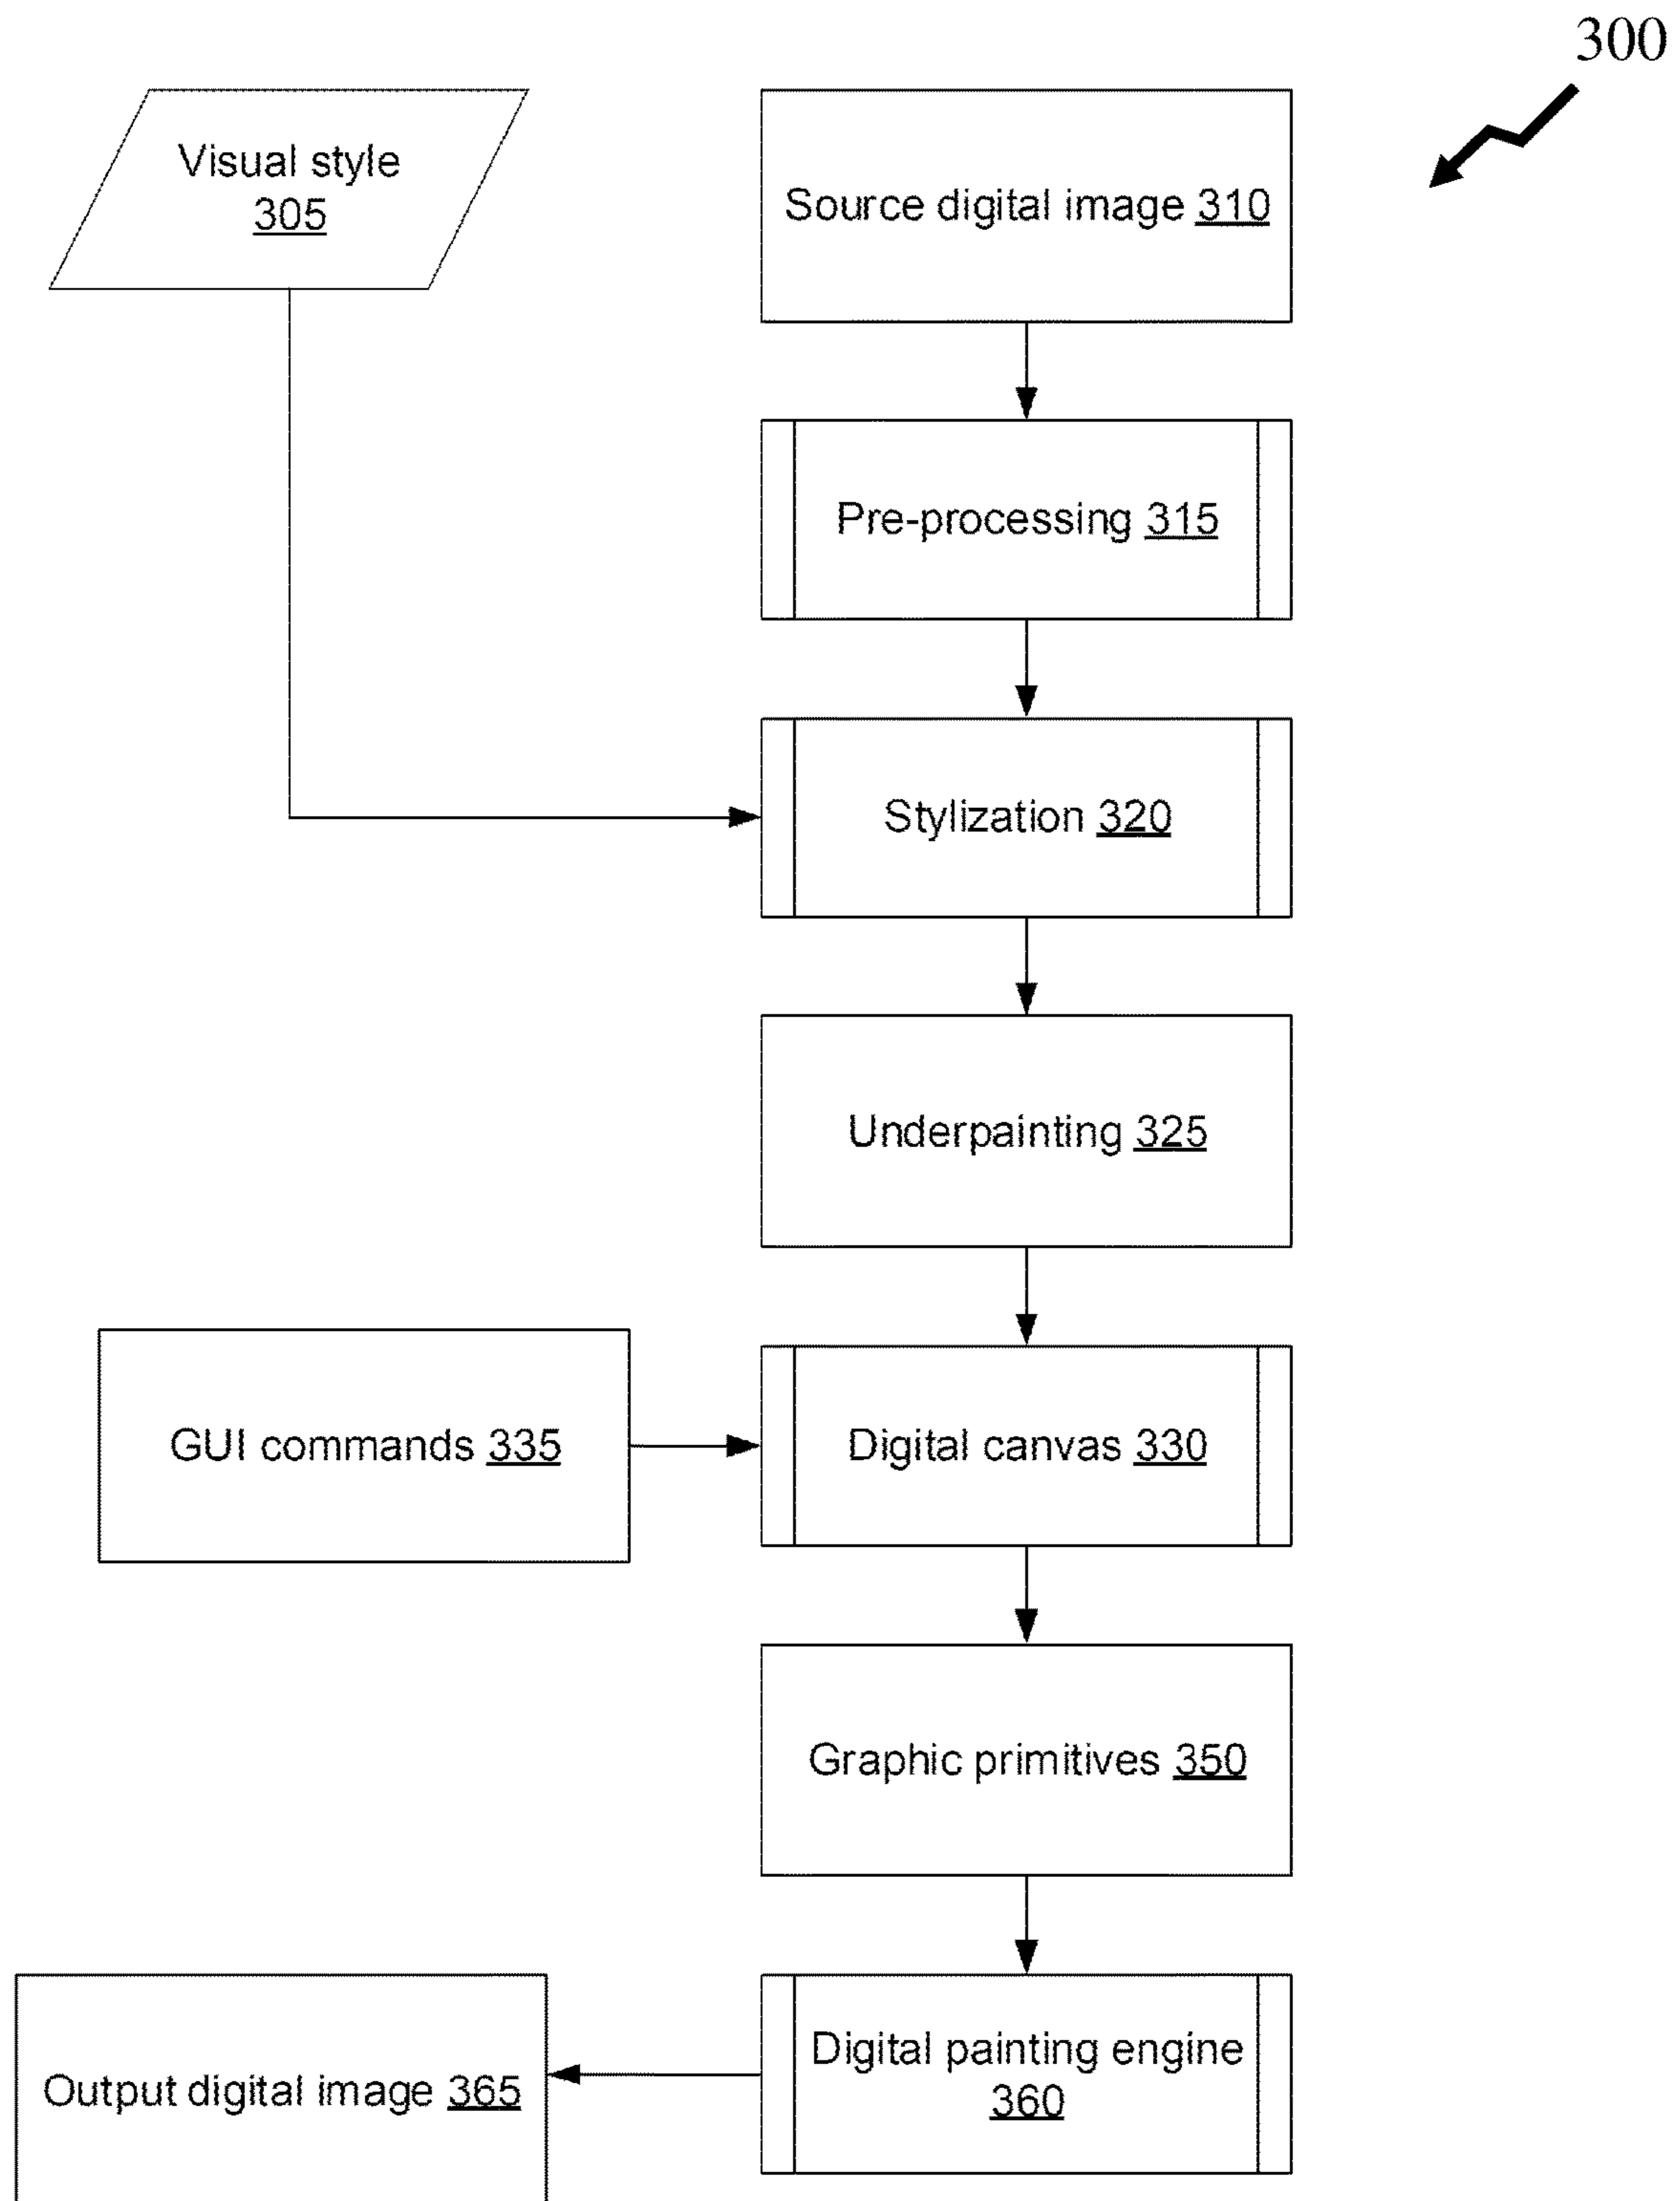 300
Visual style
305
Source digital image 310
Pre-processing 315
Stylization 320
Underpainting 325
GUI commands 335
Digital canvas 330
Graphic primitives 350
Digital painting engine
360
Output digital image 365